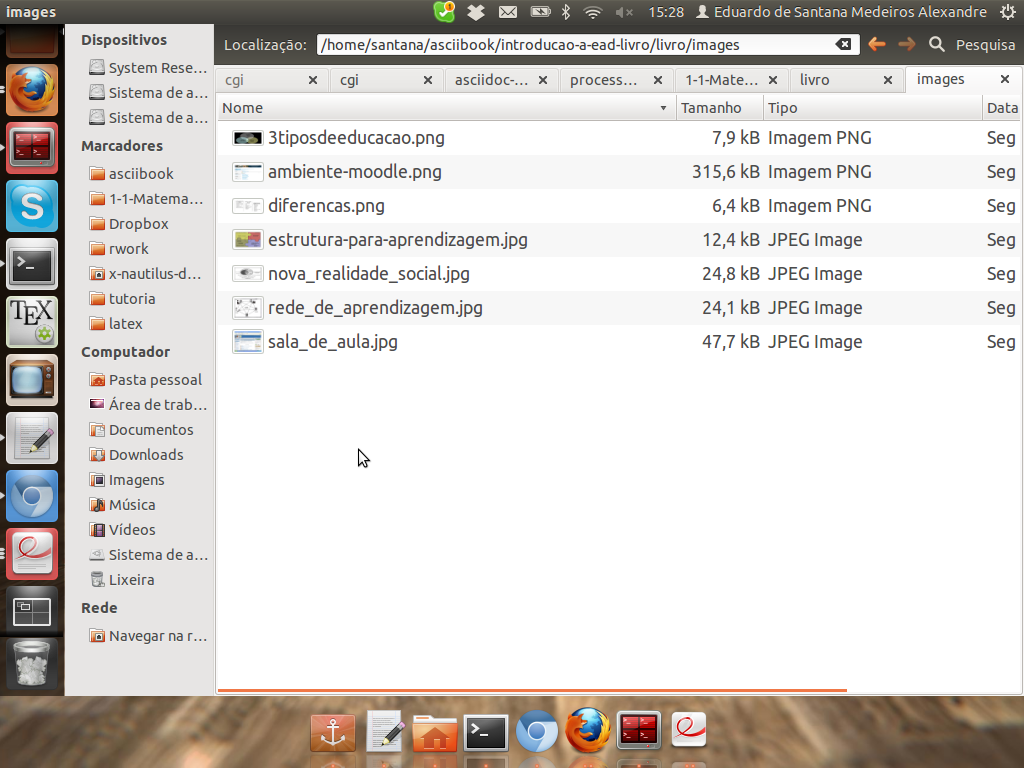 images
1
15:28 Eduardo de Santana Medeiros Alexandre
Dispositivos
System Rese...
Sistema de a...
Sistema de a...
Marcadores
asciibook
1-1-Matema...
Dropbox
rwork
x-nautilus-d...
tutoria
latex
Computador
Pasta pessoal
Área de trab...
Documentos
Downloads
Imagens
Música
Vídeos
Sistema de a...
Lixeira
Rede
Navegar na r...
Localização: /home/santana/asciibook/introducao-a-ead-livro/livro/images Pesquisa
cgi cgi asciidoc-... process... 1-1-Mate... livro images
Nome Tamanho Tipo Data
3tiposdeeducacao.png 7,9 kB Imagem PNG Seg
ambiente-moodle.png 315,6 kB Imagem PNG Seg
diferencas.png 6,4 kB Imagem PNG Seg
estrutura-para-aprendizagem.jpg 12,4 kB JPEG Image Seg
nova_realidade_social.jpg 24,8 kB JPEG Image Seg
rede_de_aprendizagem.jpg 24,1 kB JPEG Image Seg
sala_de_aula.jpg 47,7 kB JPEG Image Seg
S
>_
TEX
>_